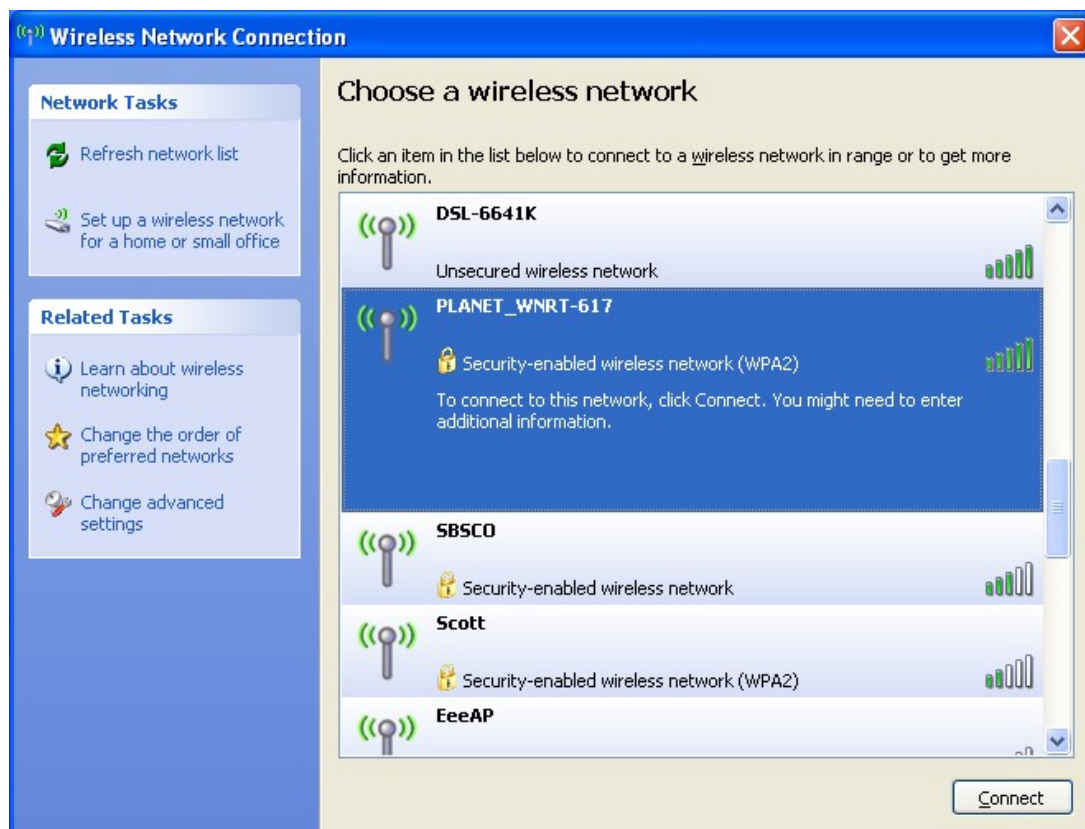 Wireless Network Connection
Network Tasks
Refresh network list
Set up a wireless network
for a home or small office
Related Tasks
Learn about wireless
networking
Change the order of
preferred networks
Change advanced
settings
Choose a wireless network
Click an item in the list below to connect to a wireless network in range or to get more
information.
DSL-6641K
Unsecured wireless network
PLANET_WNRT-617
Security-enabled wireless network (WPA2)
To connect to this network, click Connect. You might need to enter
additional information.
SBSCO
Security-enabled wireless network
Scott
Security-enabled wireless network (WPA2)
EeeAP
Connect